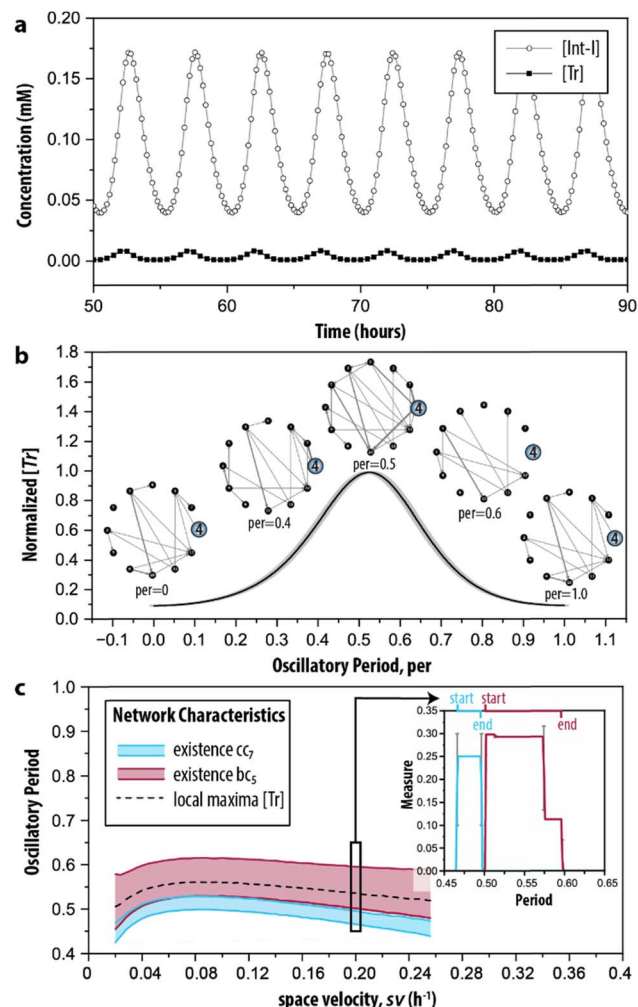 a
0.20
0.15
0.10
0.05
0.00
Concentration (mM)
[Int-I]
[Tr]
50 60 70 80 90
Time (hours)
b
1.8
1.6
1.4
1.2
1.0
0.8
0.6
0.4
0.2
0.0
Normalized [Tr]
4
per=0
4
per=0.4
4
per=0.5
4
per=0.6
4
per=1.0
-0.1 0.0 0.1 0.2 0.3 0.4 0.5 0.6 0.7 0.8 0.9 1.0 1.1
Oscillatory Period, per
c
1.0
0.9
0.8
0.7
0.6
0.5
0.4
Oscillatory Period
Network Characteristics
existence cc7
existence bc5
local maxima [Tr]
start start
end end
0.35
0.30
0.25
0.20
0.15
0.10
0.05
0.00
Measure
0.45 0.50 0.55 0.60 0.65
Period
0 0.04 0.08 0.12 0.16 0.20 0.24 0.28 0.32 0.36 0.4
space velocity, sv (h-1)